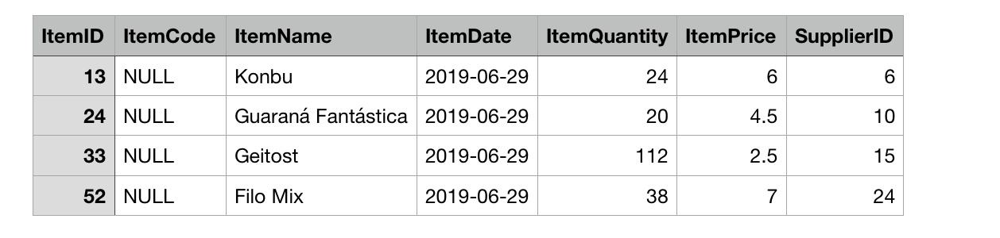 ItemID ItemCode ItemName ItemDate ItemQuantity ItemPrice SupplierID
13 NULL Konbu 2019-06-29 24 6 6
24 NULL Guaraná Fantástica 2019-06-29 20 4.5 10
33 NULL Geitost 2019-06-29 112 2.5 15
52 NULL Filo Mix 2019-06-29 38 7 24